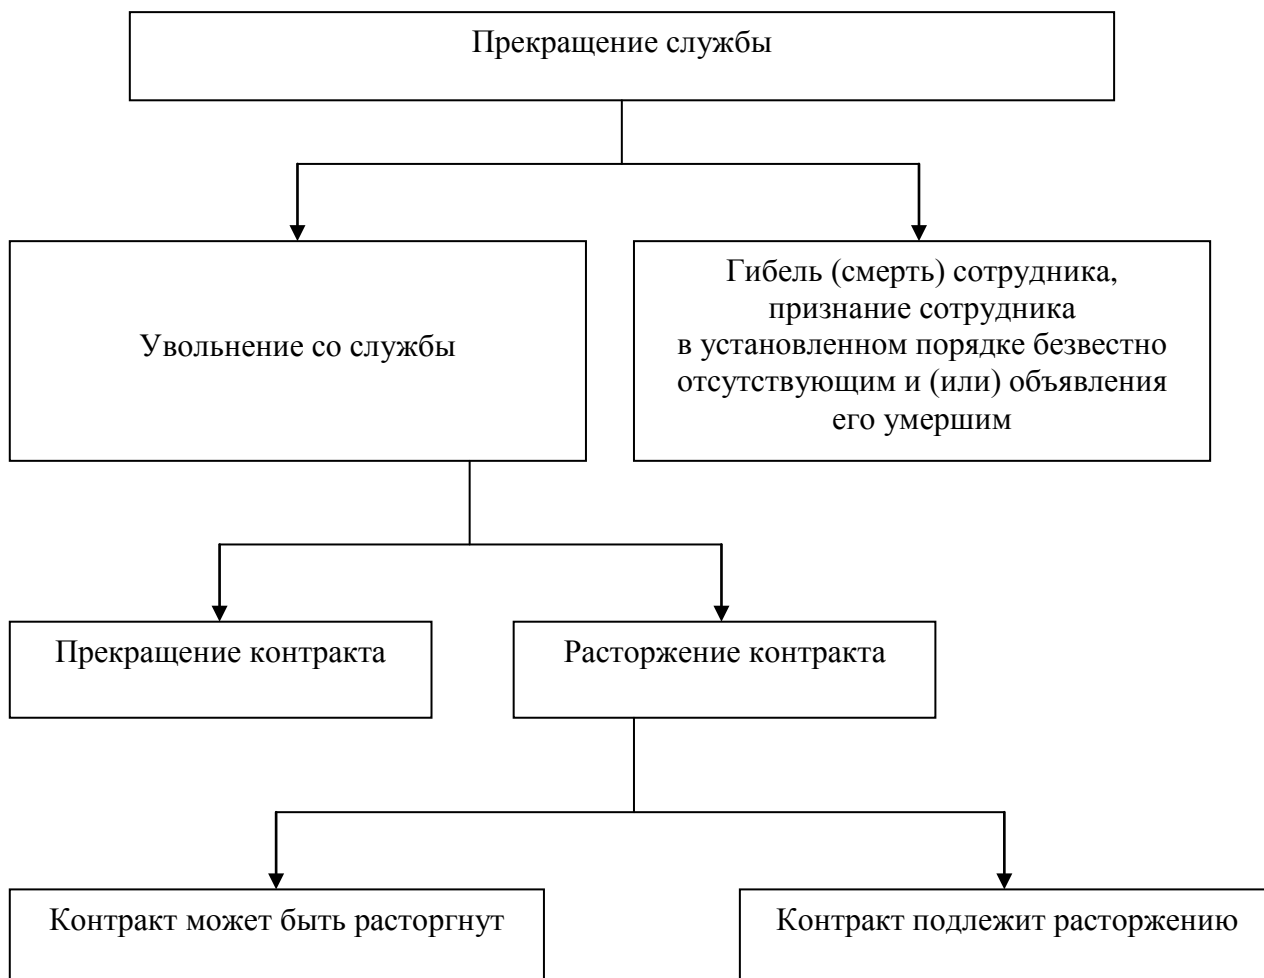 Прекращение службы
Увольнение со службы
Гибель (смерть) сотрудника,
признание сотрудника
в установленном порядке безвестно
отсутствующим и (или) объявления
его умершим
Прекращение контракта
Расторжение контракта
Контракт может быть расторгнут
Контракт подлежит расторжению